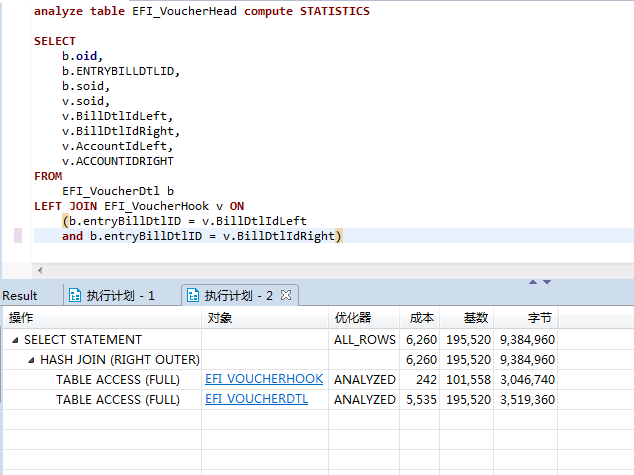 analyze table EFI_VoucherHead compute STATISTICS
SELECT
b.oid,
b.ENTRYBILLDTLID,
b.soid,
v.soid,
v.BillDtlIdLeft,
v.BillDtlIdRight,
v.AccountIdLeft,
v.ACCOUNTIDRIGHT
FROM
EFI_VoucherDtl b
LEFT JOIN EFI_VoucherHook v ON
(b.entryBillDtlID = v.BillDtlIdLeft
and b.entryBillDtlID = v.BillDtlIdRight)
Result 执行计划 - 1 执行计划 - 2
操作 对象 优化器 成本 基数 字节
SELECT STATEMENT ALL_ROWS 6,260 195,520 9,384,960
HASH JOIN (RIGHT OUTER) 6,260 195,520 9,384,960
TABLE ACCESS (FULL) EFI_VOUCHERHOOK ANALYZED 242 101,558 3,046,740
TABLE ACCESS (FULL) EFI_VOUCHERDTL ANALYZED 5,535 195,520 3,519,360